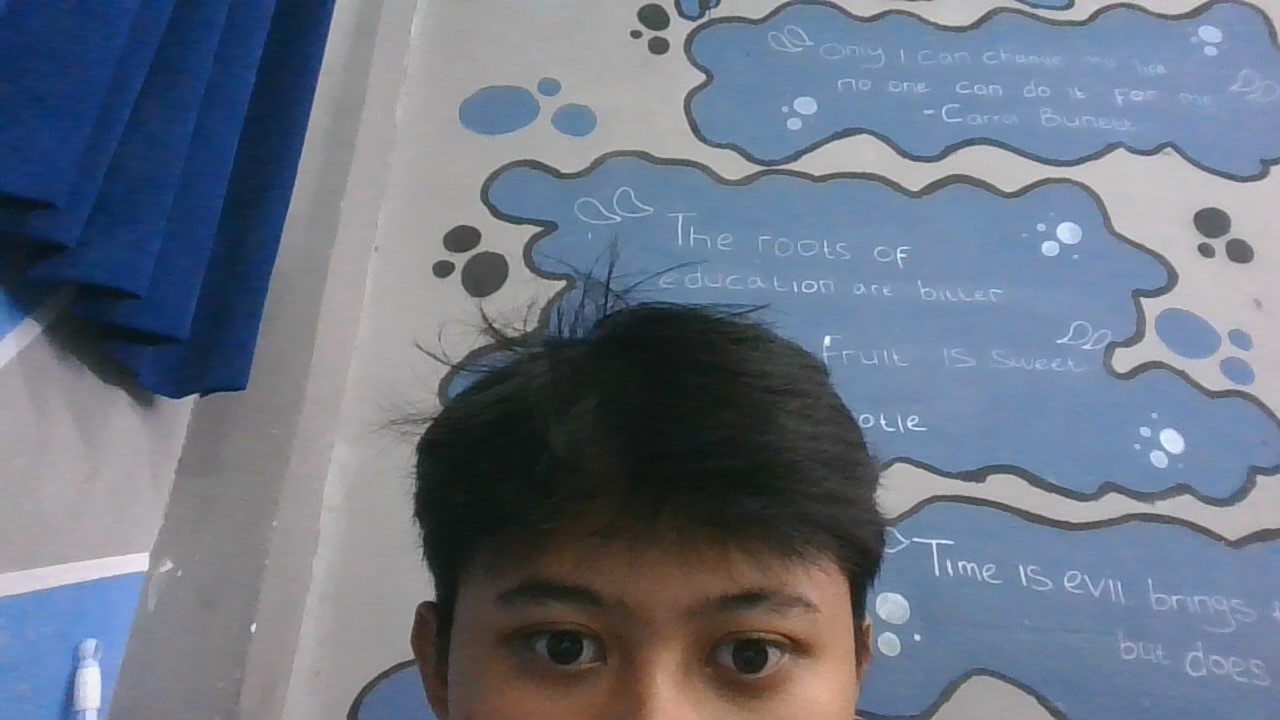 Only I can change my life
no one can do it for me
-Carrol Bunett
The roots of
education are bitter
Fruit is sweet
otle
Time is evil brings
but does